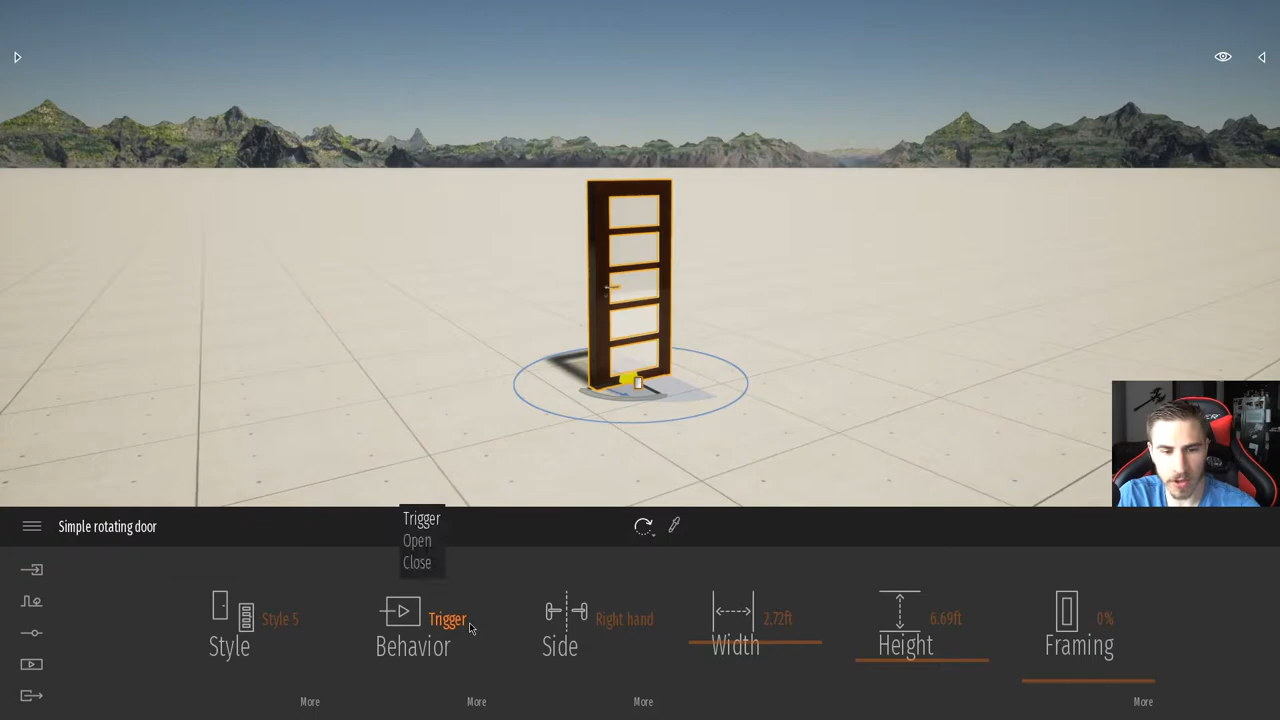 Simple rotating door
Trigger
Open
Close
Style 5
Style
More
Trigger
Behavior
More
Right hand
Side
More
2.72ft
Width
6.69ft
Height
0%
Framing
More